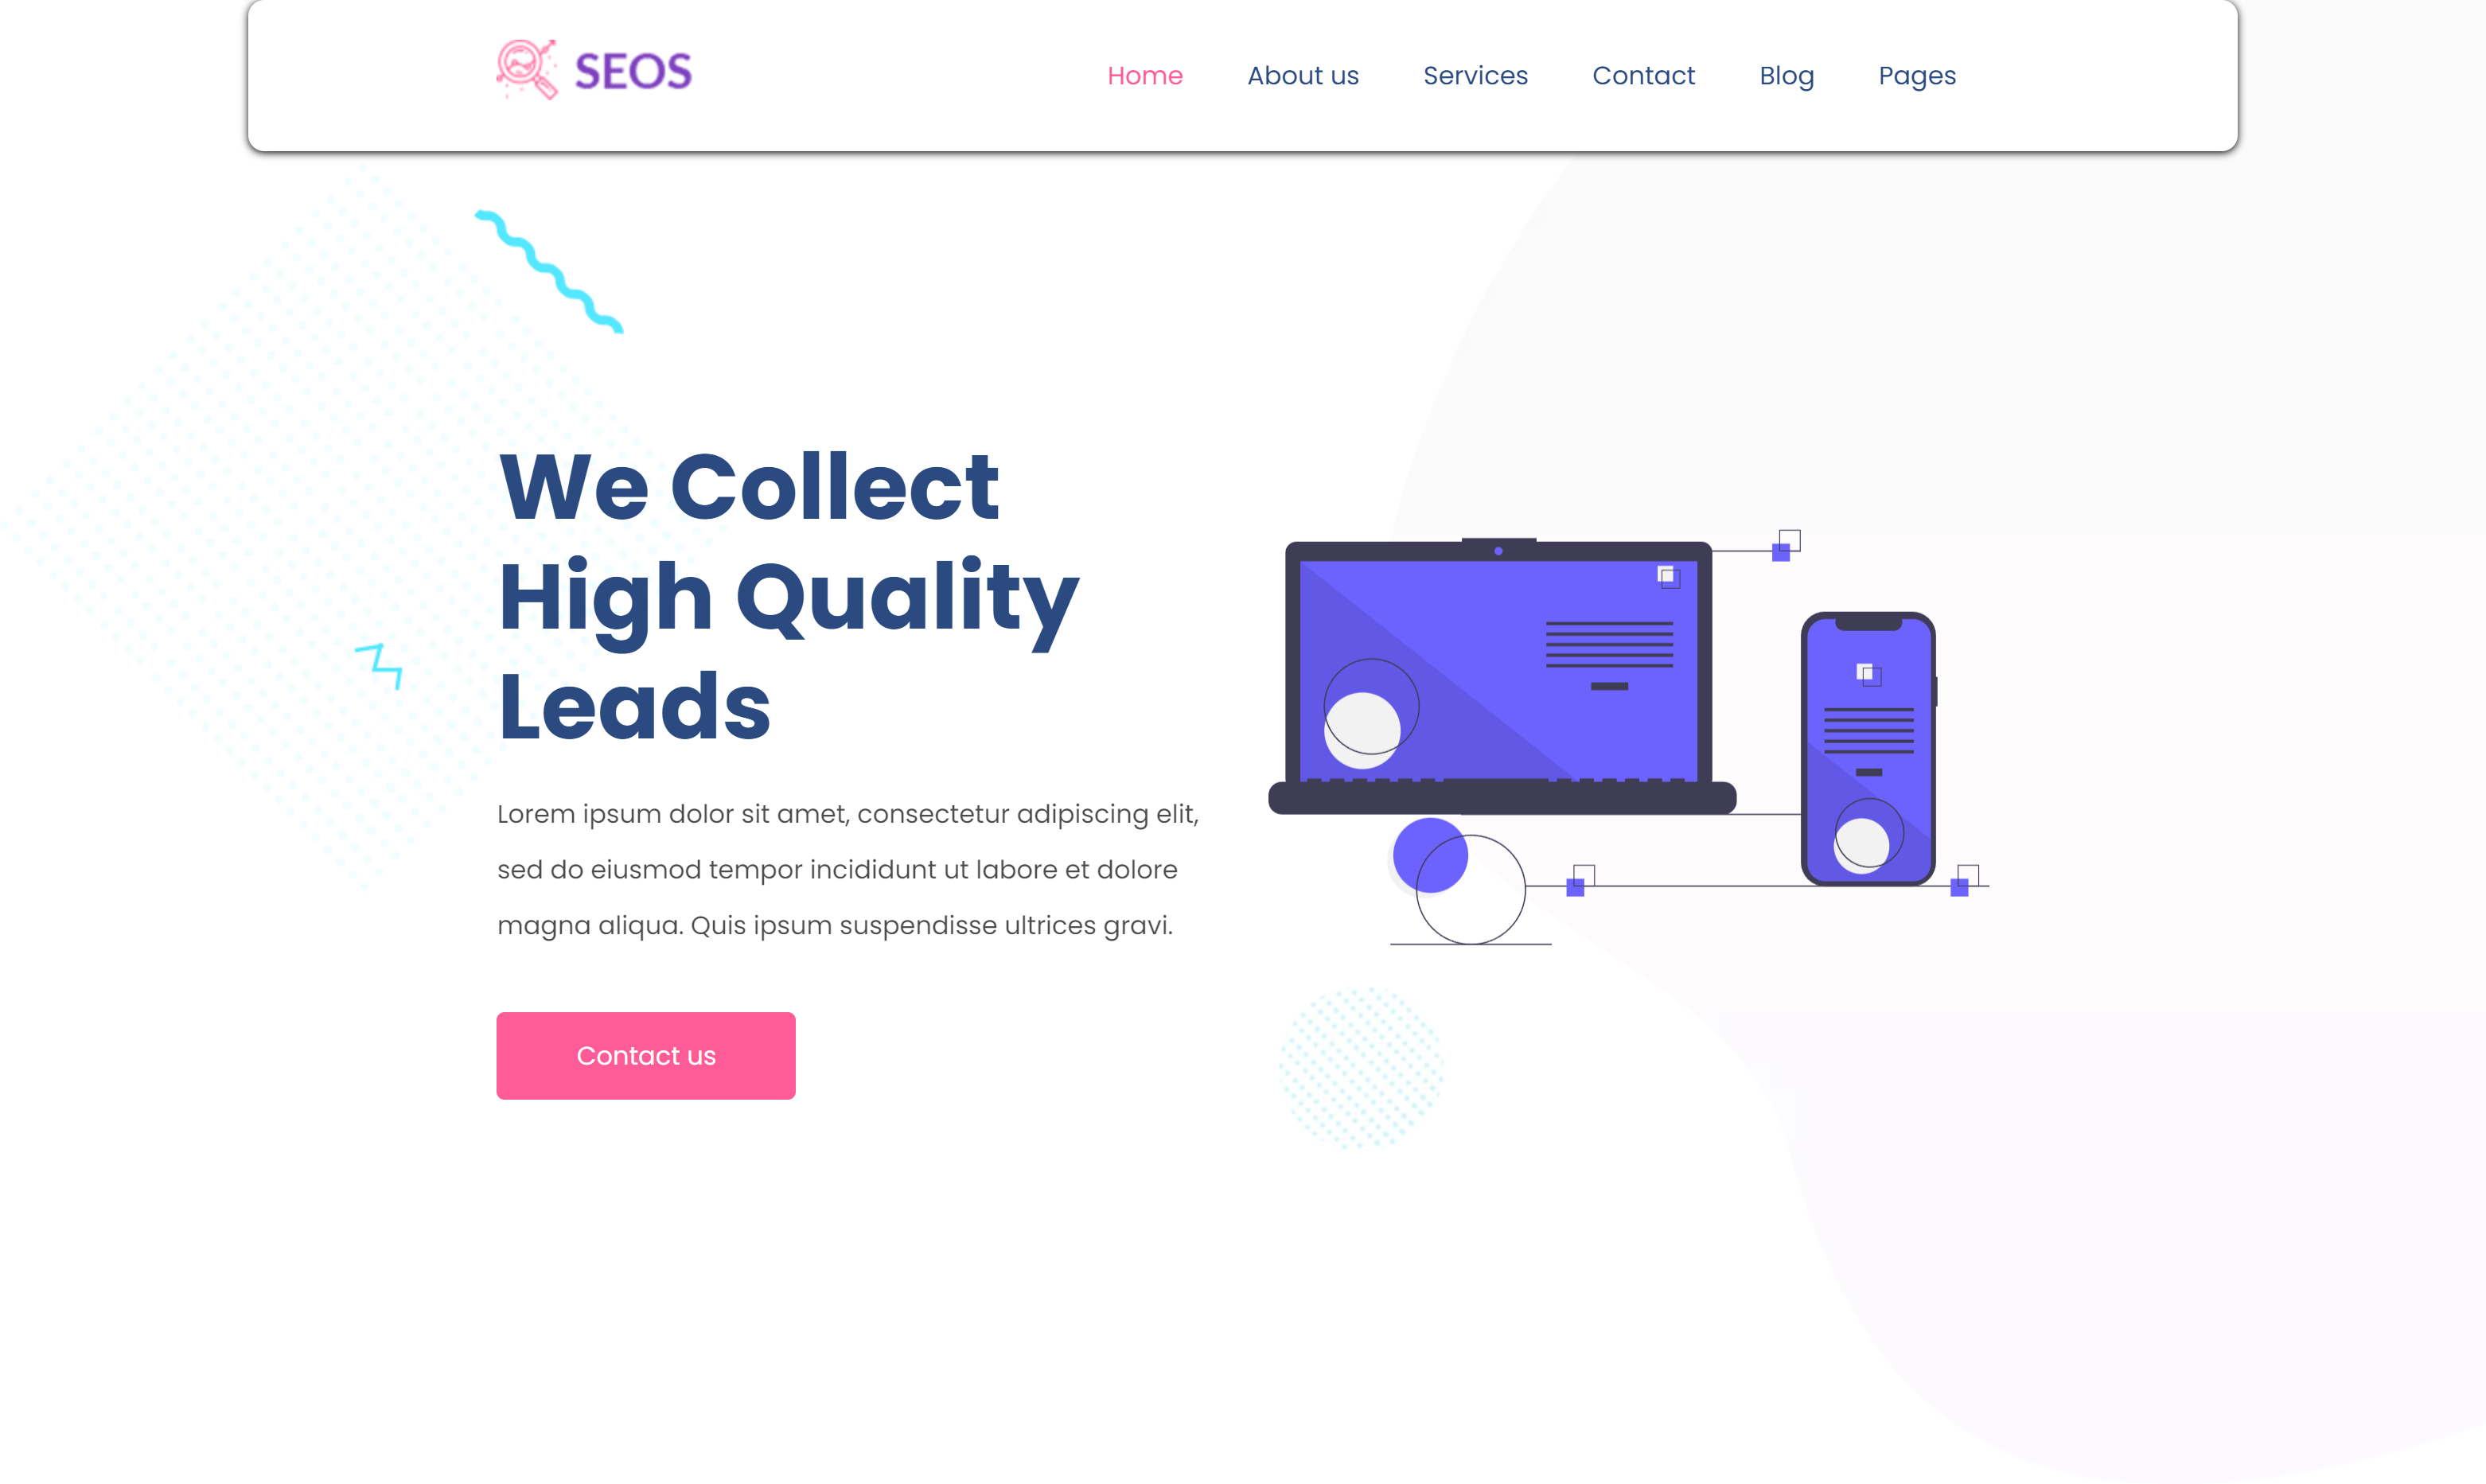 SEOS
Home About us Services Contact Blog Pages
We Collect
High Quality
Leads
Lorem ipsum dolor sit amet, consectetur adipiscing elit,
sed do eiusmod tempor incididunt ut labore et dolore
magna aliqua. Quis ipsum suspendisse ultrices gravi.
Contact us